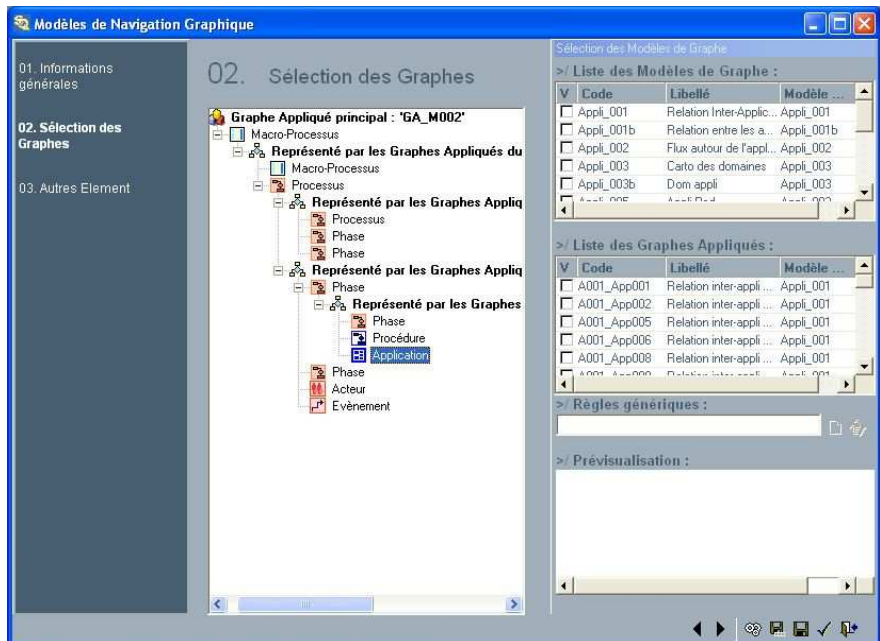 Modèles de Navigation Graphique
01. Informations générales
02. Sélection des Graphes
03. Autres Element
02. Sélection des Graphes
Graphe Appliqué principal : 'GA_M002'
Macro-Processus
Représenté par les Graphes Appliqués du
Macro-Processus
Processus
Représenté par les Graphes Appliq
Processus
Phase
Phase
Représenté par les Graphes Appliq
Phase
Représenté par les Graphes
Phase
Procédure
Application
Phase
Acteur
Evènement
Sélection des Modèles de Graphe
>/ Liste des Modèles de Graphe :
V Code Libellé Modèle ...
Appli_001 Relation Inter-Applic... Appli_001
Appli_001b Relation entre les a... Appli_001b
Appli_002 Flux autour de l'appl... Appli_002
Appli_003 Carto des domaines Appli_003
Appli_003b Dom appli Appli_003
>/ Liste des Graphes Appliqués :
V Code Libellé Modèle ...
A001_App001 Relation inter-appli ... Appli_001
A001_App002 Relation inter-appli ... Appli_001
A001_App005 Relation inter-appli ... Appli_001
A001_App006 Relation inter-appli ... Appli_001
A001_App008 Relation inter-appli ... Appli_001
>/ Règles génériques :
>/ Prévisualisation :